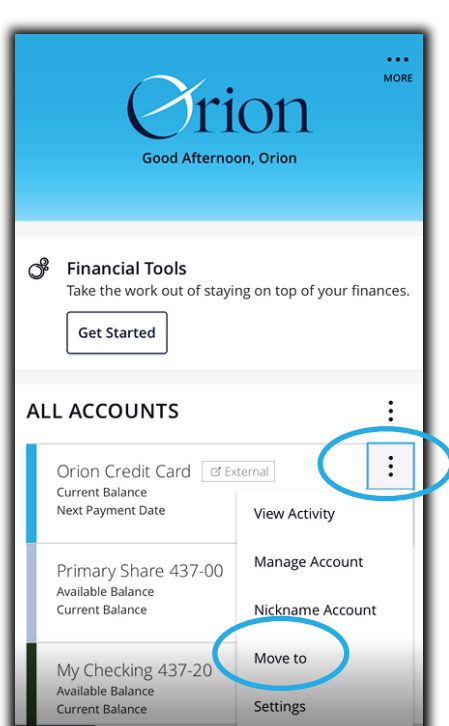 MORE
Orion
Good Afternoon, Orion
Financial Tools
Take the work out of staying on top of your finances.
Get Started
ALL ACCOUNTS
Orion Credit Card External
Current Balance
Next Payment Date
View Activity
Manage Account
Primary Share 437-00
Available Balance
Current Balance
Nickname Account
Move to
My Checking 437-20
Available Balance
Current Balance
Settings